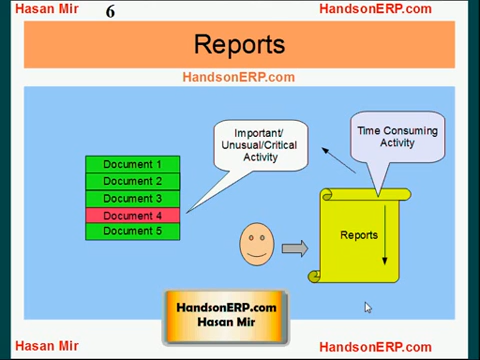 Hasan Mir
6
HandsonERP.com
Reports
HandsonERP.com
Important/
Unusual/Critical
Activity
Time Consuming
Activity
Document 1
Document 2
Document 3
Document 4
Document 5
Reports
HandsonERP.com
Hasan Mir
Hasan Mir
HandsonERP.com